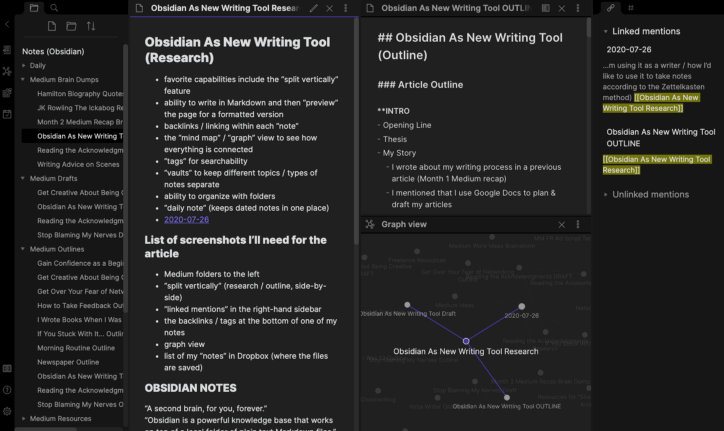 Notes (Obsidian)
Daily
Medium Brain Dumps
Hamilton Biography Quotes
JK Rowling The Ickabog Re
Month 2 Medium Recap Br
Obsidian As New Writing T
Reading the Acknowledgm
Writing Advice on Scenes
Medium Drafts
Get Creative About Being C
Obsidian As New Writing T
Reading the Acknowledgm
Stop Blaming My Nerves D
Medium Outlines
Gain Confidence as a Begi
Get Creative About Being C
Get Over Your Fear of Netw
How to Take Feedback Out
I Wrote Books When I Was
If You Stuck With It... Outlin
Morning Routine Outline
Newspaper Outline
Obsidian As New Writing T
Reading the Acknowledgm
Stop Blaming My Nerves D
Medium Resources
Obsidian As New Writing Tool Resear
Obsidian As New Writing Tool
(Research)
favorite capabilities include the "split vertically"
feature
ability to write in Markdown and then "preview"
the page for a formatted version
backlinks / linking within each "note"
the "mind map" / "graph" view to see how
everything is connected
"tags" for searchability
"vaults" to keep different topics / types of
notes separate
ability to organize with folders
"daily note" (keeps dated notes in one place)
2020-07-26
List of screenshots I'll need for the
article
Medium folders to the left
"split vertically" (research / outline, side-by-
side)
"linked mentions" in the right-hand sidebar
the backlinks / tags at the bottom of one of my
notes
graph view
list of my "notes" in Dropbox (where the files
are saved)
OBSIDIAN NOTES
"A second brain, for you, forever."
"Obsidian is a powerful knowledge base that works
on top of a local folder of plain text Markdown files."
Obsidian As New Writing Tool OUTLIN
## Obsidian As New Writing Tool
(Outline)
### Article Outline
**INTRO
- Opening Line
- Thesis
- My Story
- I wrote about my writing process in a previous
article (Month 1 Medium recap)
- I mentioned that I use Google Docs to plan &
draft my articles
Graph view
Obsidian As New Writing Tool Draft
2020-07-26
Obsidian As New Writing Tool Research
Obsidian As New Writing Tool OUTLINE
#
Linked mentions
2020-07-26
...m using it as a writer / how I'd
like to use it to take notes
according to the Zettelkasten
method) [[Obsidian As New
Writing Tool Research]]
Obsidian As New Writing Tool
OUTLINE
[[Obsidian As New Writing Tool
Research]]
Unlinked mentions